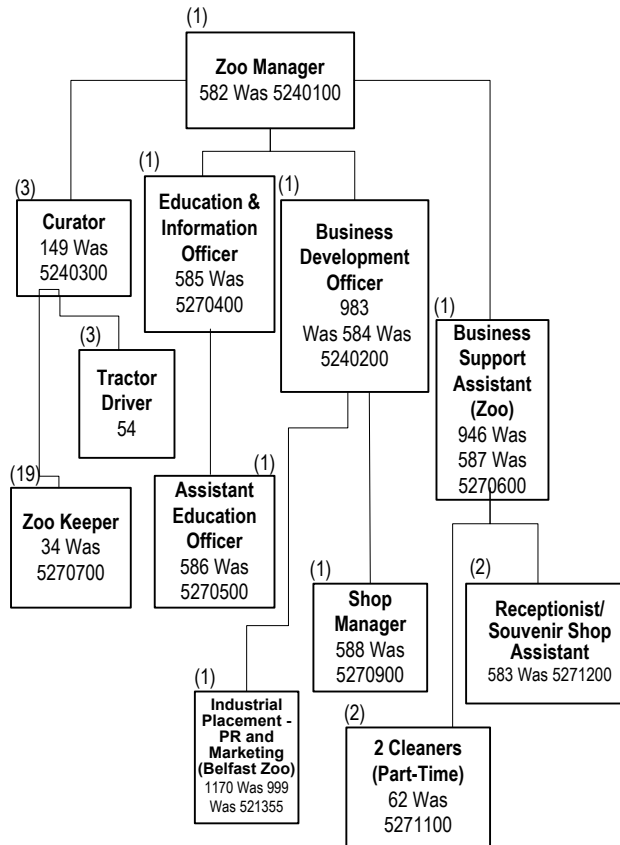 (1)
Zoo Manager
582 Was 5240100
(3)
Curator
149 Was
5240300
(1)
Education &
Information
Officer
585 Was
5270400
(1)
Business
Development
Officer
983
Was 584 Was
5240200
(1)
Business
Support
Assistant
(Zoo)
946 Was
587 Was
5270600
(3)
Tractor
Driver
54
(19)
Zoo Keeper
34 Was
5270700
(1)
Assistant
Education
Officer
586 Was
5270500
(1)
Shop
Manager
588 Was
5270900
(2)
Receptionist/
Souvenir Shop
Assistant
583 Was 5271200
(1)
Industrial
Placement -
PR and
Marketing
(Belfast Zoo)
1170 Was 999
Was 521355
(2)
2 Cleaners
(Part-Time)
62 Was
5271100